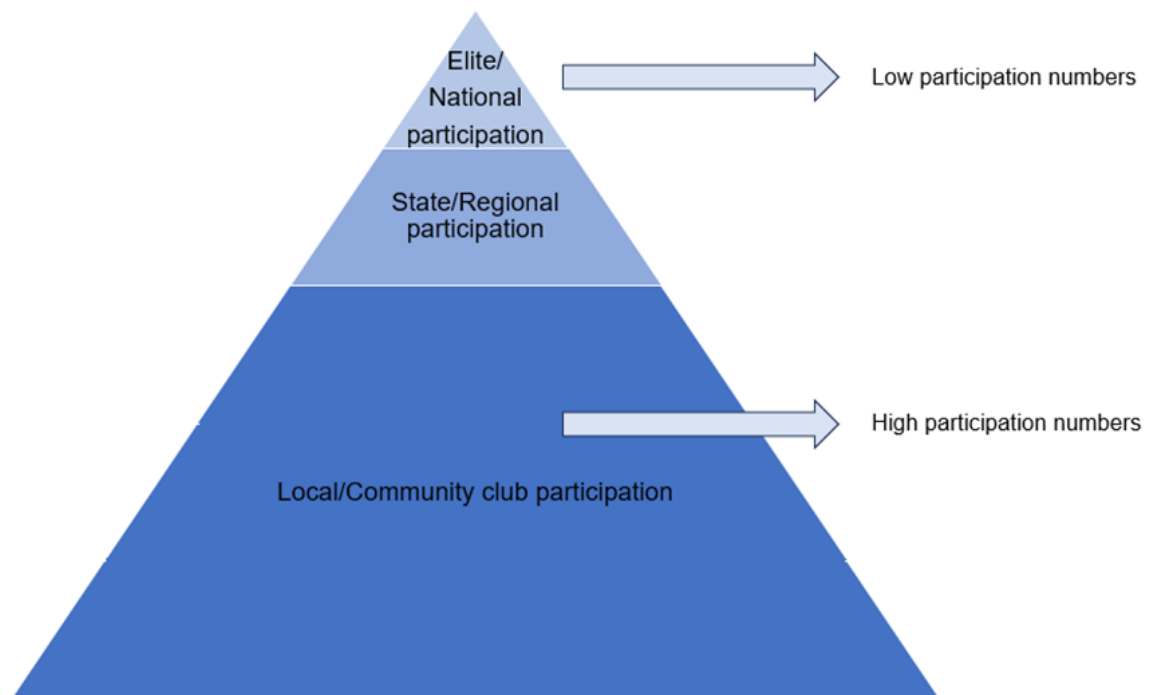 Elite/
National
participation
Low participation numbers
State/Regional
participation
High participation numbers
Local/Community club participation